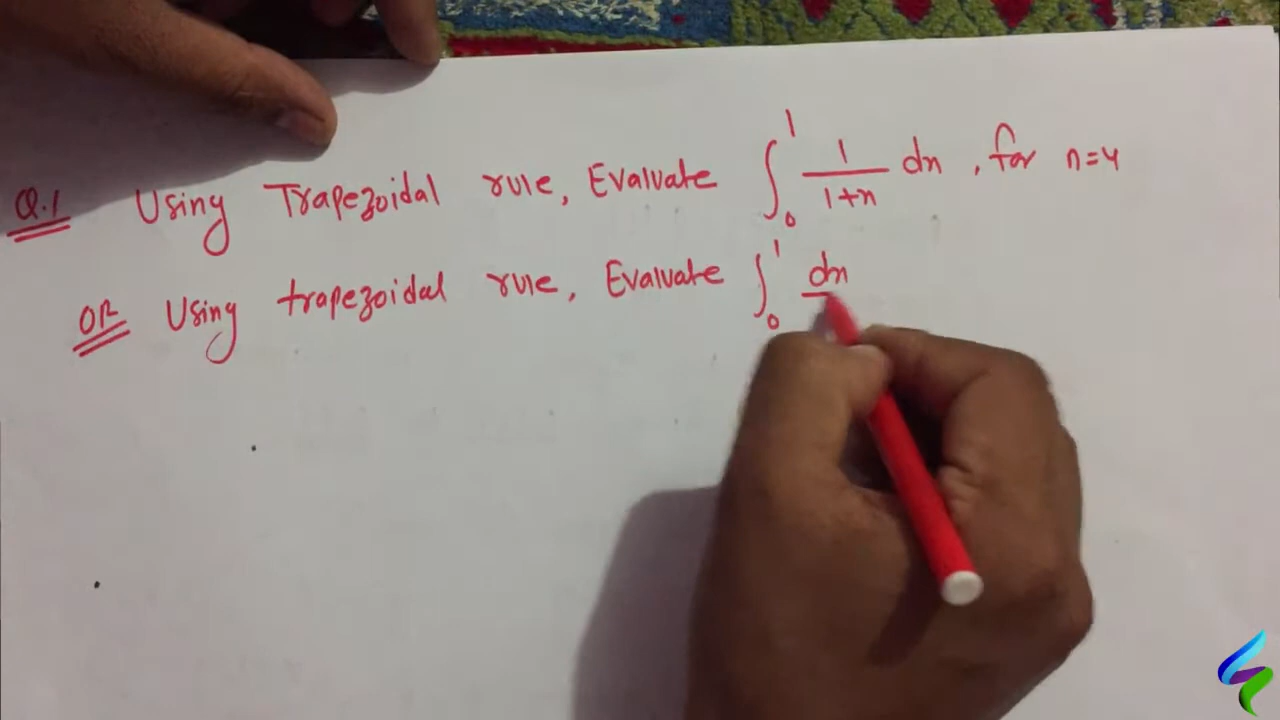 Q.1 Using Trapezoidal rule, Evaluate ∫₀¹ 1/(1+x) dx, for n=4
OR Using trapezoidal rule, Evaluate ∫₀¹ dx